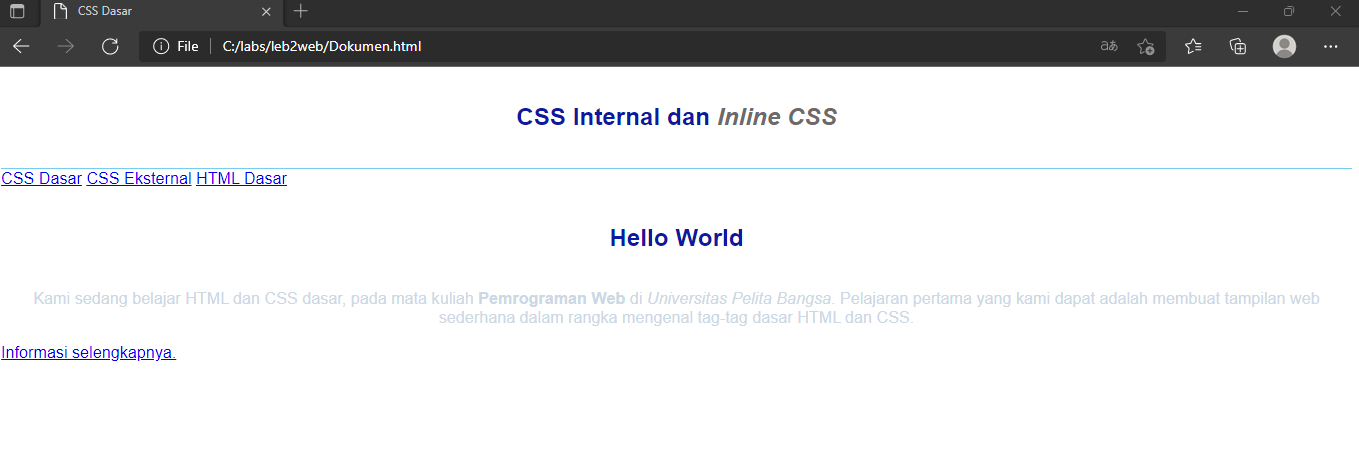 CSS Dasar
File
C:/labs/leb2web/Dokumen.html
aあ
CSS Internal dan Inline CSS
CSS Dasar CSS Eksternal HTML Dasar
Hello World
Kami sedang belajar HTML dan CSS dasar, pada mata kuliah Pemrograman Web di Universitas Pelita Bangsa. Pelajaran pertama yang kami dapat adalah membuat tampilan web
sederhana dalam rangka mengenal tag-tag dasar HTML dan CSS.
Informasi selengkapnya.